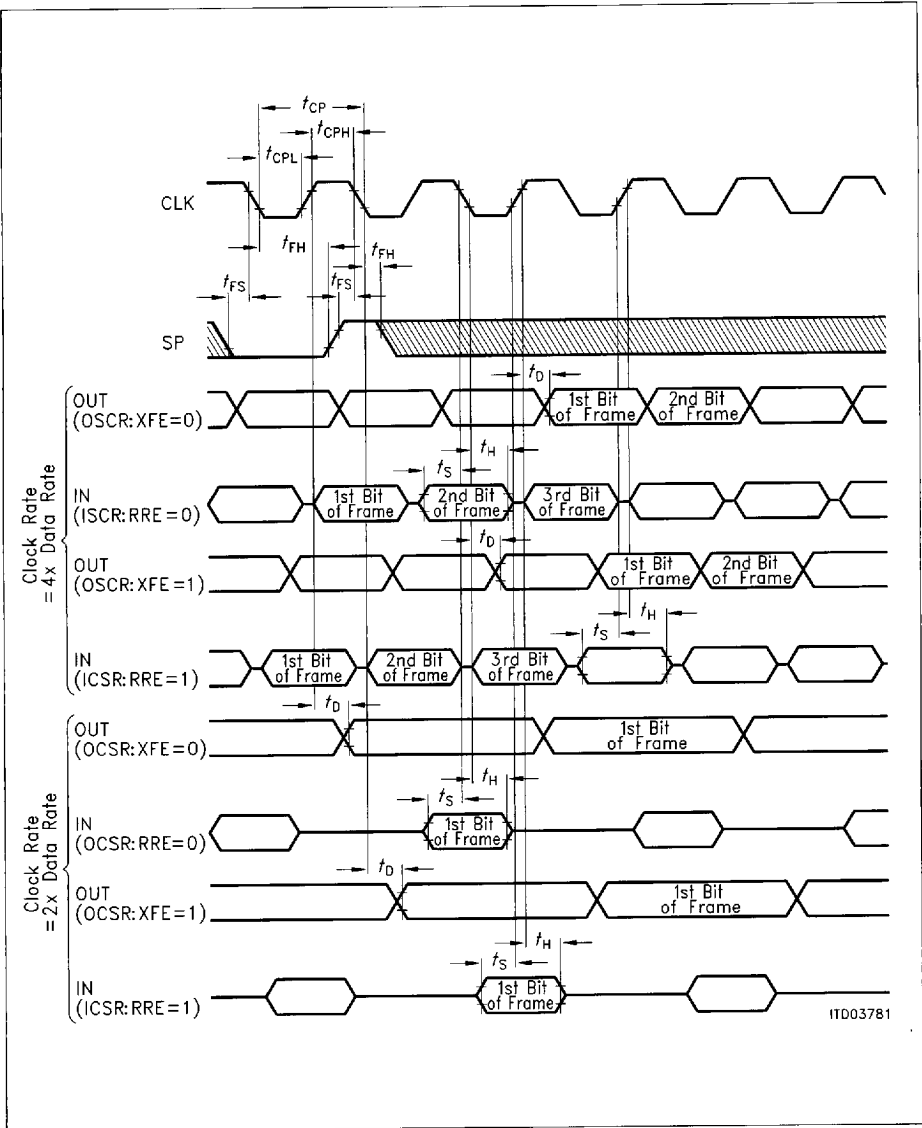 tCP
tCPH
tCPL
CLK
tFH
tFH
tFS
tFS
SP
tD
OUT
(OSCR:XFE=0)
1st Bit
of Frame
2nd Bit
of Frame
tH
tS
IN
(ISCR:RRE=0)
1st Bit
of Frame
2nd Bit
of Frame
3rd Bit
of Frame
Clock Rate
= 4x Data Rate
tD
OUT
(OSCR:XFE=1)
1st Bit
of Frame
2nd Bit
of Frame
tH
tS
IN
(ICSR:RRE=1)
1st Bit
of Frame
2nd Bit
of Frame
3rd Bit
of Frame
tD
OUT
(OCSR:XFE=0)
1st Bit
of Frame
tH
tS
IN
(OCSR:RRE=0)
1st Bit
of Frame
Clock Rate
=2x Data Rate
tD
OUT
(OCSR:XFE=1)
1st Bit
of Frame
tH
tS
IN
(ICSR:RRE=1)
1st Bit
of Frame
ITD03781